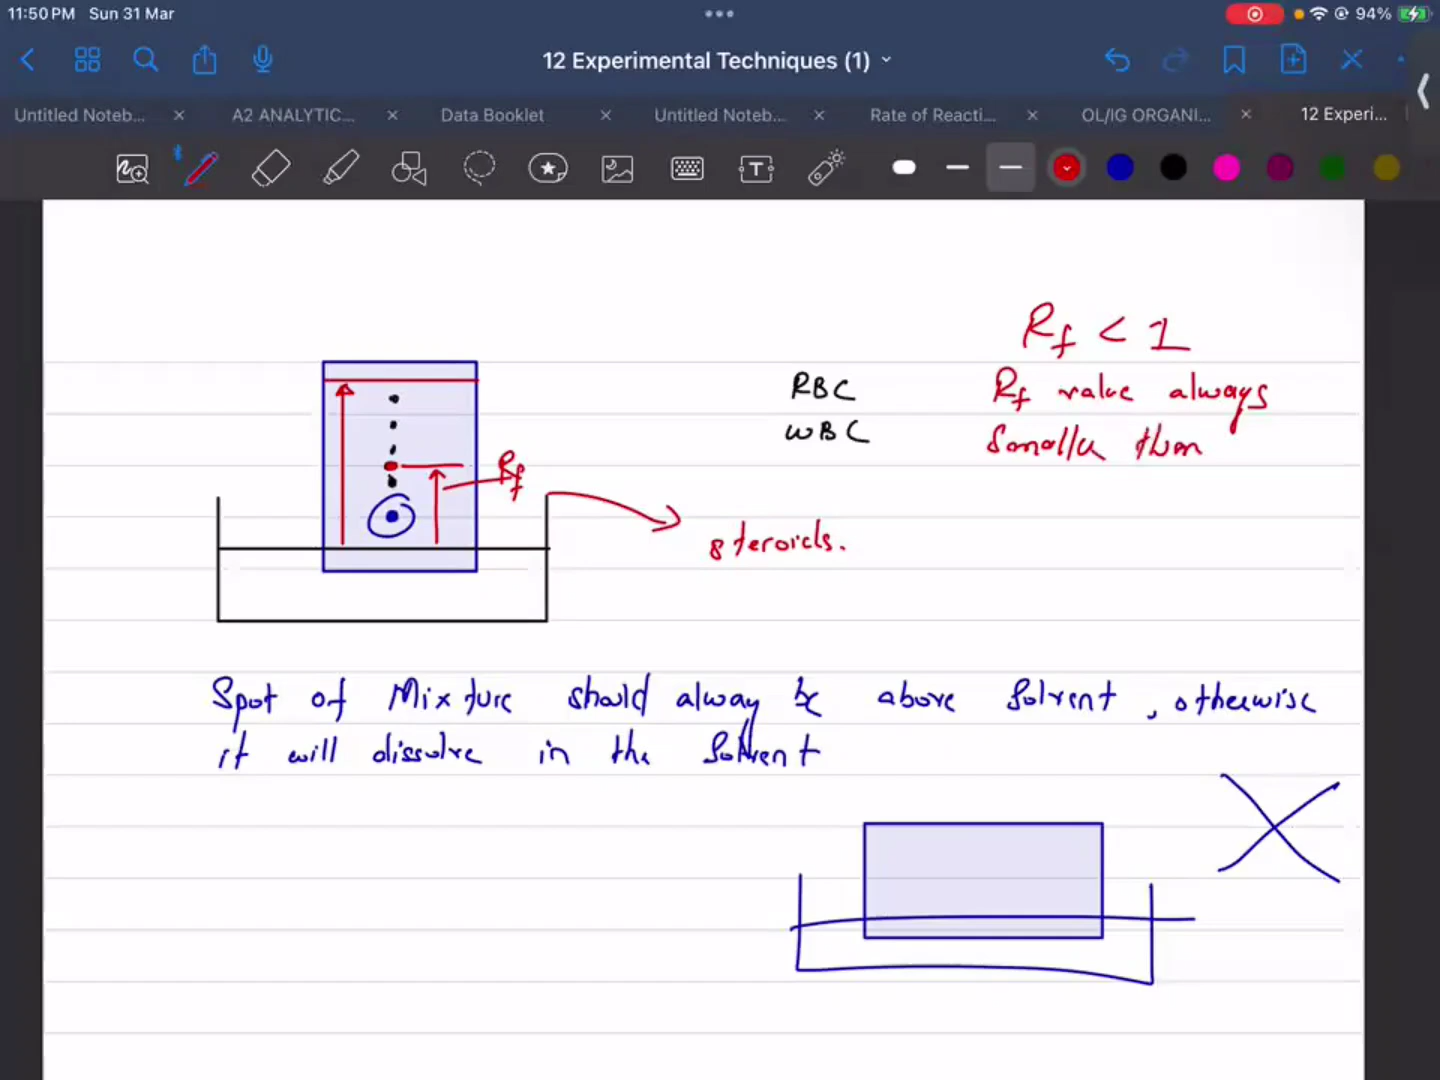 11:50 PM Sun 31 Mar
94%
12 Experimental Techniques (1)
Untitled Noteb...
A2 ANALYTIC...
Data Booklet
Untitled Noteb...
Rate of Reacti...
OL/IG ORGANI...
12 Experi...
T
Rf < 1
RBC
Rf value always
WBC
Smaller than
Rf
steroids.
Spot of Mixture should alway be above Solvent, otherwise
it will dissolve in the Solvent